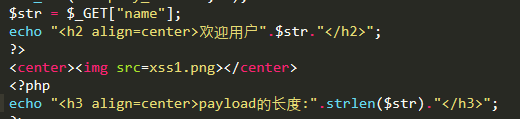 $str = $_GET["name"];
echo "<h2 align=center>欢迎用户".$str."</h2>";
?>
<center><img src=xss1.png></center>
<?php
echo "<h3 align=center>payload的长度:".strlen($str)."</h3>";